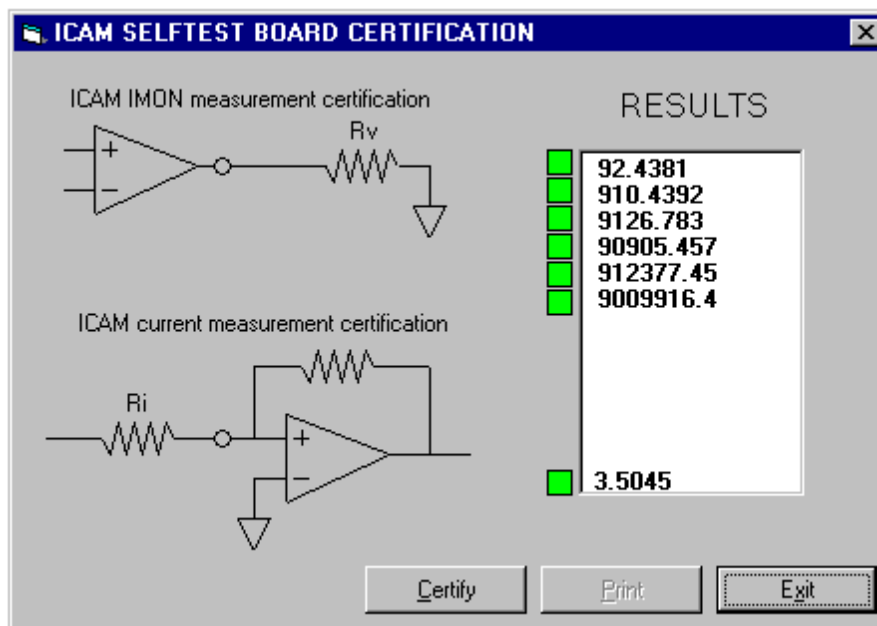 ICAM SELFTEST BOARD CERTIFICATION
ICAM IMON measurement certification
Rv
+
−
ICAM current measurement certification
Ri
+
−
RESULTS
92.4381
910.4392
9126.783
90905.457
912377.45
9009916.4
3.5045
Certify
Print
Exit